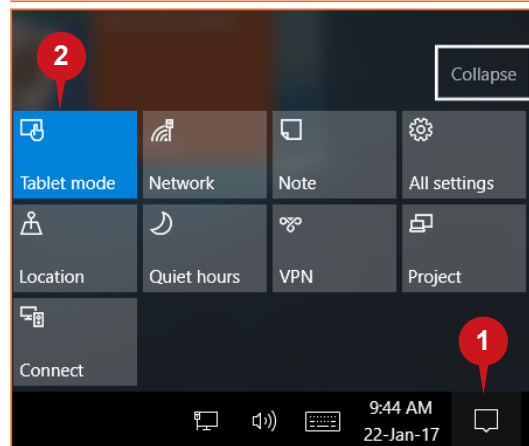 2
Collapse
Tablet mode Network Note All settings
Location Quiet hours VPN Project
Connect
1
9:44 AM
22-Jan-17